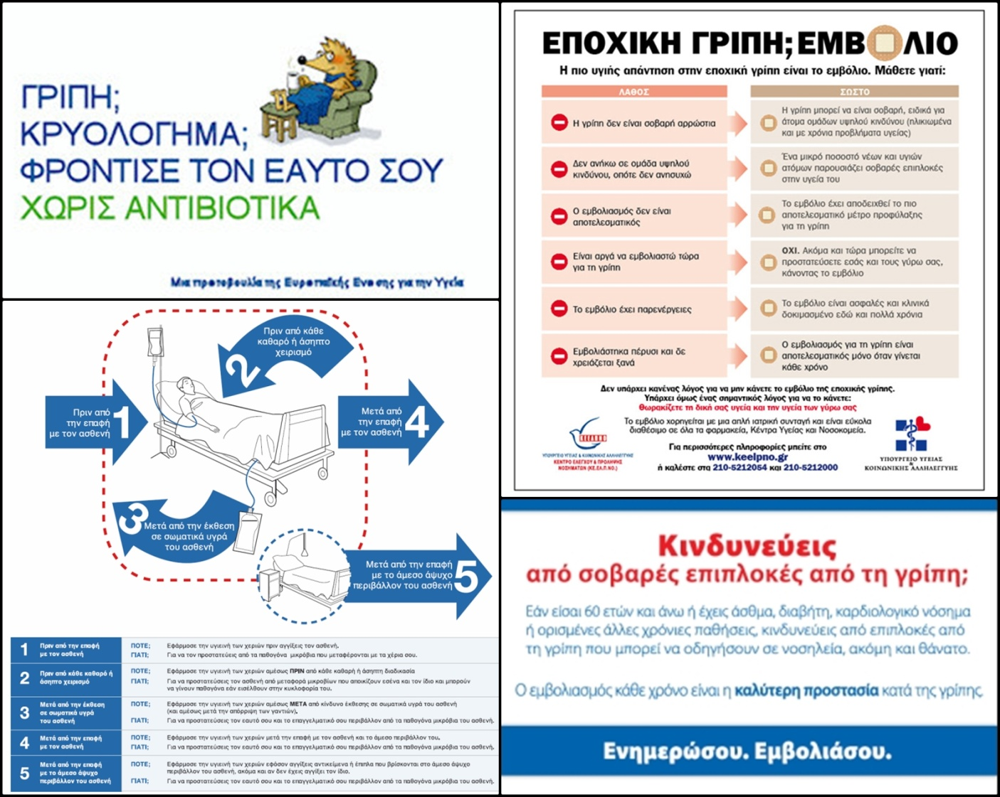 ΓΡΙΠΗ;
ΚΡΥΟΛΟΓΗΜΑ;
ΦΡΟΝΤΙΣΕ ΤΟΝ ΕΑΥΤΟ ΣΟΥ
ΧΩΡΙΣ ΑΝΤΙΒΙΟΤΙΚΑ
Μια πρωτοβουλία της Ευρωπαϊκής Ενωσης για την Υγεία
ΕΠΟΧΙΚΗ ΓΡΙΠΗ; ΕΜΒΟΛΙΟ
Η πιο υγιής απάντηση στην εποχική γρίπη είναι το εμβόλιο. Μάθετε γιατί:
ΛΑΘΟΣ
ΣΩΣΤΟ
Η γρίπη δεν είναι σοβαρή αρρώστια
Η γρίπη μπορεί να είναι σοβαρή, ειδικά για
άτομα ομάδων υψηλού κινδύνου (ηλικιωμένα
και με χρόνια προβλήματα υγείας)
Δεν ανήκω σε ομάδα υψηλού
κινδύνου, οπότε δεν ανησυχώ
Ένα μικρό ποσοστό νέων και υγιών
ατόμων παρουσιάζει σοβαρές επιπλοκές
στην υγεία του
Ο εμβολιασμός δεν είναι
αποτελεσματικός
Το εμβόλιο έχει αποδειχθεί το πιο
αποτελεσματικό μέτρο προφύλαξης
για τη γρίπη
Είναι αργά να εμβολιαστώ τώρα
για τη γρίπη
ΟΧΙ. Ακόμα και τώρα μπορείτε να
προστατεύσετε εσάς και τους γύρω σας,
κάνοντας το εμβόλιο
Το εμβόλιο έχει παρενέργειες
Το εμβόλιο είναι ασφαλές και κλινικά
δοκιμασμένο εδώ και πολλά χρόνια
Εμβολιάστηκα πέρυσι και δε
χρειάζεται ξανά
Ο εμβολιασμός για τη γρίπη είναι
αποτελεσματικός μόνο όταν γίνεται
κάθε χρόνο
Δεν υπάρχει κανένας λόγος για να μην κάνετε το εμβόλιο της εποχικής γρίπης.
Υπάρχει όμως ένας σημαντικός λόγος για να το κάνετε:
Θωρακίζετε τη δική σας υγεία και την υγεία των γύρω σας
Το εμβόλιο χορηγείται με μια απλή ιατρική συνταγή και είναι εύκολα
διαθέσιμο σε όλα τα φαρμακεία, Κέντρα Υγείας και Νοσοκομεία.
Για περισσότερες πληροφορίες μπείτε στο
www.keelpno.gr
ή καλέστε στα 210-5212054 και 210-5212000
ΥΠΟΥΡΓΕΙΟ ΥΓΕΙΑΣ & ΚΟΙΝΩΝΙΚΗΣ ΑΛΛΗΛΕΓΓΥΗΣ
ΚΕΝΤΡΟ ΕΛΕΓΧΟΥ & ΠΡΟΛΗΨΗΣ
ΝΟΣΗΜΑΤΩΝ (ΚΕ.ΕΛ.Π.ΝΟ.)
ΥΠΟΥΡΓΕΙΟ ΥΓΕΙΑΣ
&
ΚΟΙΝΩΝΙΚΗΣ ΑΛΛΗΛΕΓΓΥΗΣ
Πριν από
την επαφή
με τον ασθενή
1
Πριν από κάθε
καθαρό ή άσηπτο
χειρισμό
2
Μετά από
την επαφή
με τον ασθενή
4
3
Μετά από την έκθεση
σε σωματικά υγρά
του ασθενή
Μετά από την επαφή
με το άμεσο άψυχο
περιβάλλον του ασθενή
5
1
Πριν από την επαφή
με τον ασθενή
ΠΟΤΕ; Εφάρμοσε την υγιεινή των χεριών πριν αγγίξεις τον ασθενή.
ΓΙΑΤΙ; Για να τον προστατεύεις από τα παθογόνα μικρόβια που μεταφέρονται με τα χέρια σου.
2
Πριν από κάθε καθαρό ή
άσηπτο χειρισμό
ΠΟΤΕ; Εφάρμοσε την υγιεινή των χεριών αμέσως ΠΡΙΝ από κάθε καθαρή ή άσηπτη διαδικασία
ΓΙΑΤΙ; Για να προστατεύσεις τον ασθενή από μεταφορά μικροβίων που αποικίζουν εσένα και τον ίδιο και μπορούν
να γίνουν παθογόνα εάν εισέλθουν στην κυκλοφορία του.
3
Μετά από την έκθεση
σε σωματικά υγρά
του ασθενή
ΠΟΤΕ; Εφάρμοσε την υγιεινή των χεριών αμέσως ΜΕΤΑ από κίνδυνο έκθεσης σε σωματικά υγρά του ασθενή
(και αμέσως μετά την απόρριψη των γαντιών).
ΓΙΑΤΙ; Για να προστατεύσεις τον εαυτό σου και το επαγγελματικό σου περιβάλλον από τα παθογόνα μικρόβια του ασθενή.
4
Μετά από την επαφή
με τον ασθενή
ΠΟΤΕ; Εφάρμοσε την υγιεινή των χεριών μετά την επαφή με τον ασθενή και το άμεσο περιβάλλον του.
ΓΙΑΤΙ; Για να προστατεύσεις τον εαυτό σου και το επαγγελματικό σου περιβάλλον από τα παθογόνα μικρόβια του ασθενή.
5
Μετά από την επαφή
με το άμεσο άψυχο
περιβάλλον του ασθενή
ΠΟΤΕ; Εφάρμοσε την υγιεινή των χεριών εφόσον αγγίξεις αντικείμενα ή έπιπλα που βρίσκονται στο άμεσο άψυχο
περιβάλλον του ασθενή, ακόμα και αν δεν έχεις αγγίξει τον ίδιο.
ΓΙΑΤΙ; Για να προστατεύσεις τον εαυτό σου και το επαγγελματικό σου περιβάλλον από τα παθογόνα μικρόβια του ασθενή.
Κινδυνεύεις
από σοβαρές επιπλοκές από τη γρίπη;
Εάν είσαι 60 ετών και άνω ή έχεις άσθμα, διαβήτη, καρδιολογικό νόσημα
ή ορισμένες άλλες χρόνιες παθήσεις, κινδυνεύεις από επιπλοκές από
τη γρίπη που μπορεί να οδηγήσουν σε νοσηλεία, ακόμη και θάνατο.
Ο εμβολιασμός κάθε χρόνο είναι η καλύτερη προστασία κατά της γρίπης.
Ενημερώσου. Εμβολιάσου.